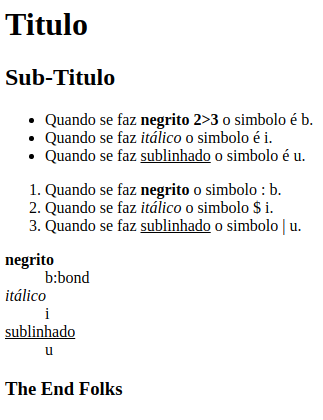 Titulo
Sub-Titulo
• Quando se faz negrito 2>3 o simbolo é b.
• Quando se faz itálico o simbolo é i.
• Quando se faz sublinhado o simbolo é u.
1. Quando se faz negrito o simbolo : b.
2. Quando se faz itálico o simbolo $ i.
3. Quando se faz sublinhado o simbolo | u.
negrito
b:bond
itálico
i
sublinhado
u
The End Folks